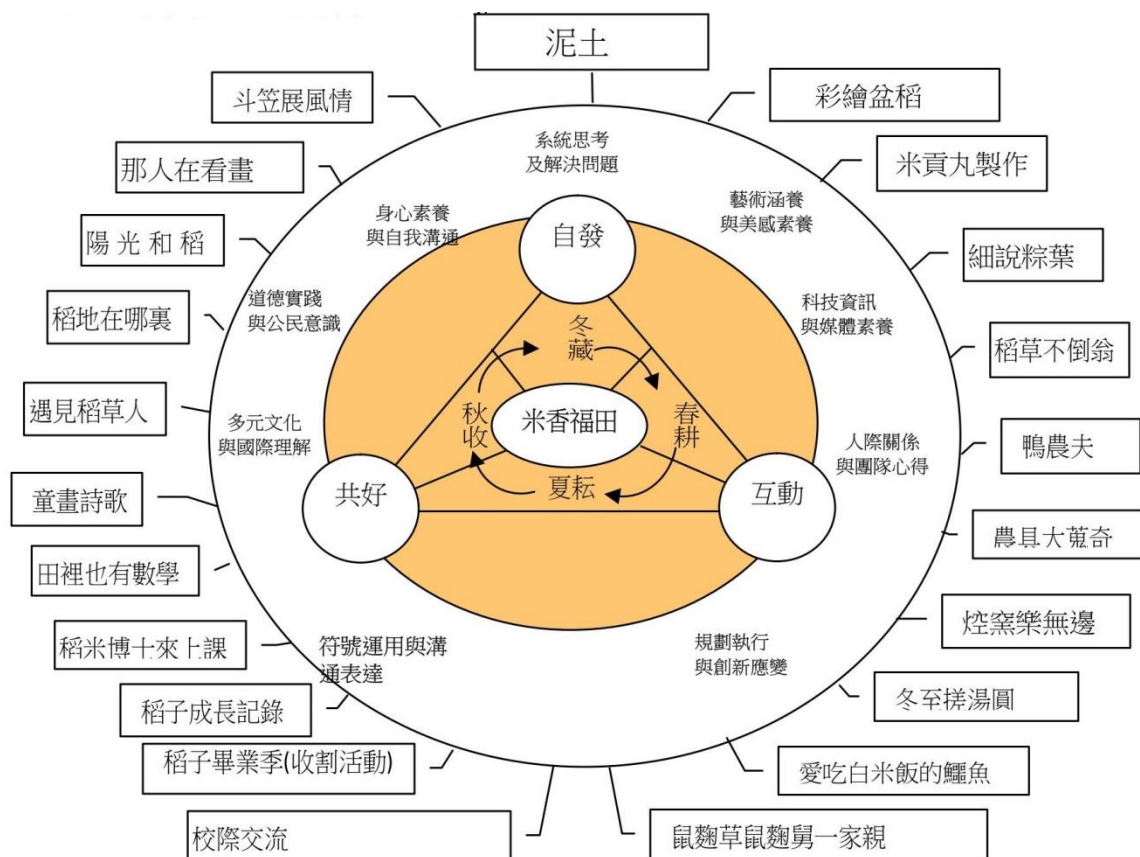 泥土
斗笠展風情
彩繪盆稻
那人在看畫
米貢丸製作
陽光和稻
細說粽葉
稻地在哪裏
稻草不倒翁
遇見稻草人
鴨農夫
童畫詩歌
農具大蒐奇
田裡也有數學
焢窯樂無邊
稻米博士來上課
冬至搓湯圓
稻子成長記錄
稻子畢業季(收割活動)
愛吃白米飯的鱷魚
校際交流
鼠麴草鼠麴舅一家親
系統思考
及解決問題
身心素養
與自我溝通
藝術涵養
與美感素養
道德實踐
與公民意識
科技資訊
與媒體素養
多元文化
與國際理解
人際關係
與團隊心得
符號運用與溝
通表達
規劃執行
與創新應變
自發
共好
互動
冬藏
春耕
夏耘
秋收
米香福田